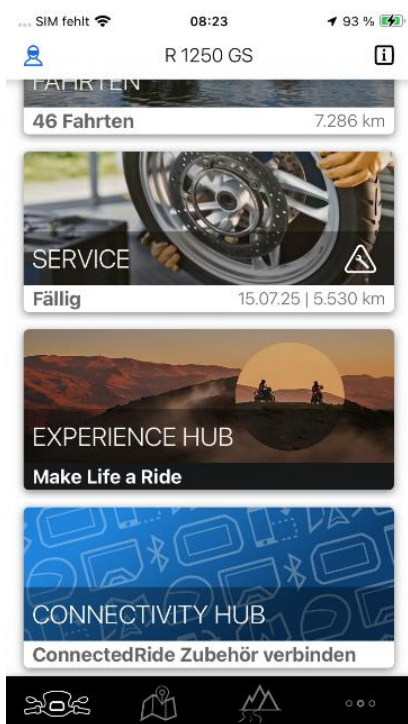 .... SIM fehlt 08:23 93 %
R 1250 GS
FAHRTEN
46 Fahrten 7.286 km
SERVICE
Fällig 15.07.25 | 5.530 km
EXPERIENCE HUB
Make Life a Ride
CONNECTIVITY HUB
ConnectedRide Zubehör verbinden